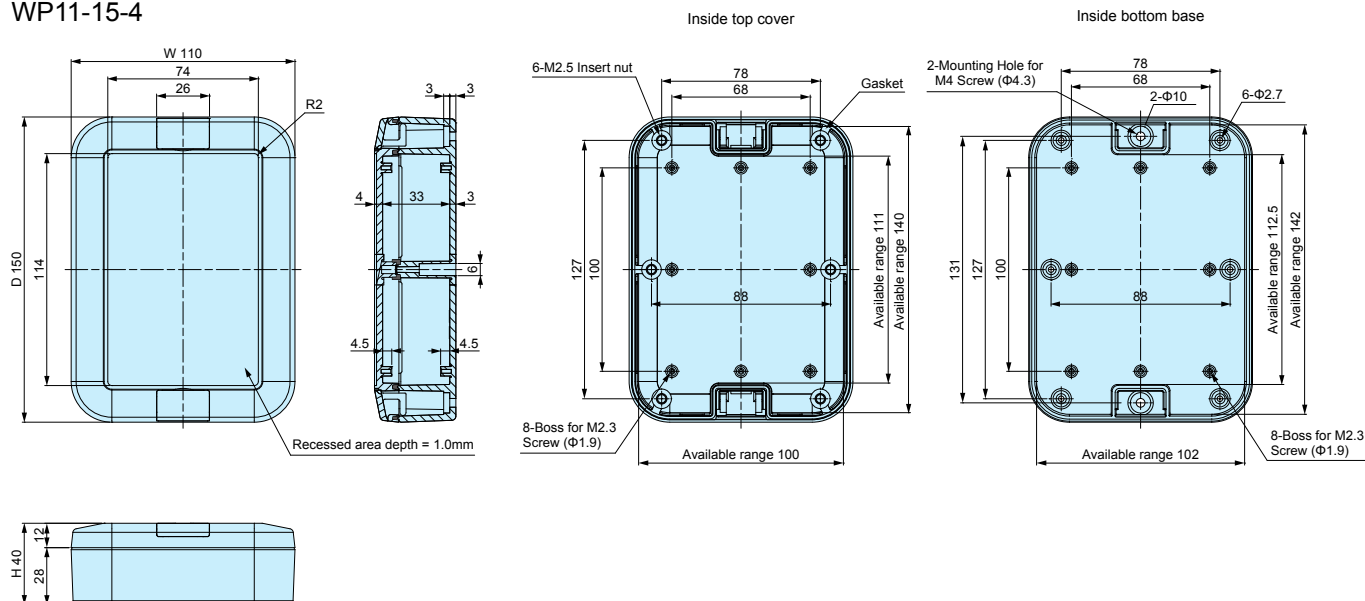 WP11-15-4
W 110
74
26
R2
D 150
114
Recessed area depth = 1.0mm
3
3
4
33
3
6
4.5
4.5
Inside top cover
6-M2.5 Insert nut
78
68
Gasket
127
100
88
Available range 111
Available range 140
8-Boss for M2.3
Screw (Φ1.9)
Available range 100
Inside bottom base
2-Mounting Hole for
M4 Screw (Φ4.3)
78
68
2-Φ10
6-Φ2.7
131
127
100
88
Available range 112.5
Available range 142
8-Boss for M2.3
Screw (Φ1.9)
Available range 102
H 40
12
28